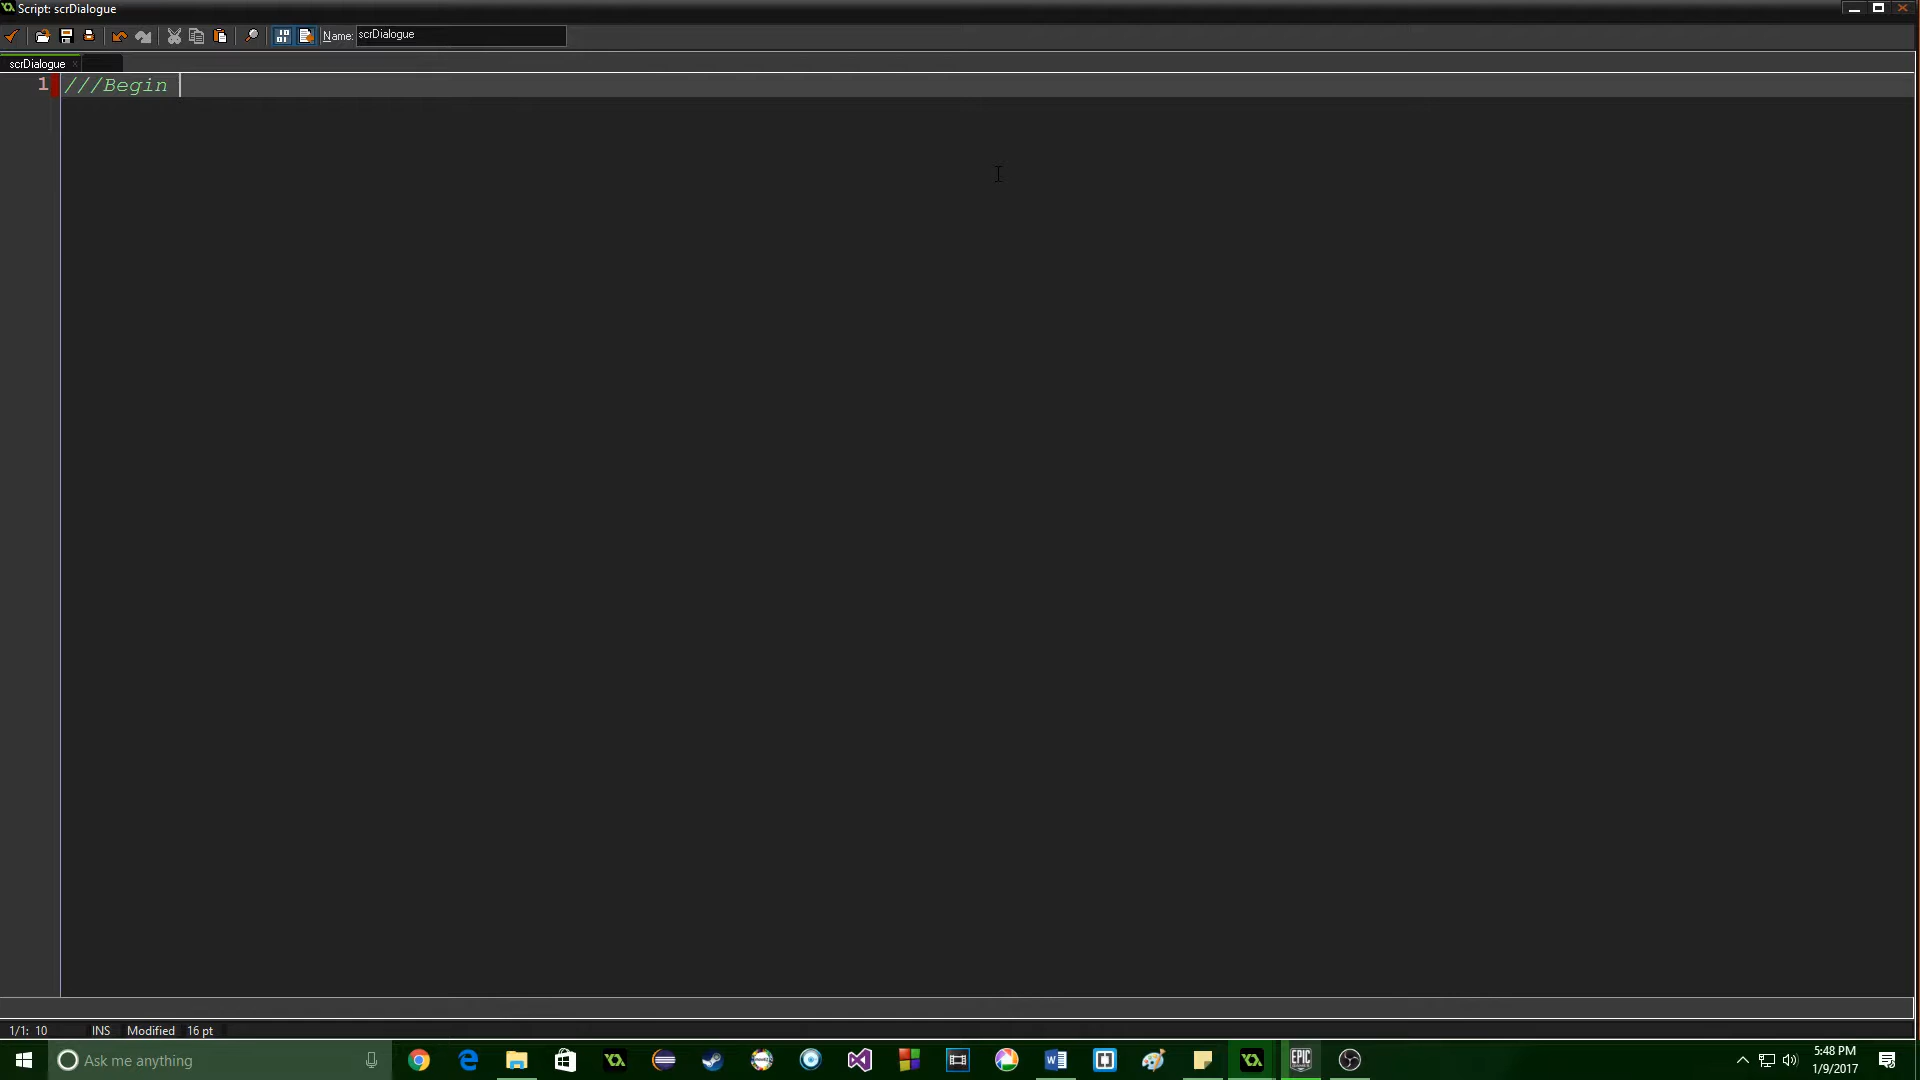 Script: scrDialogue
Name: scrDialogue
scrDialogue
1 ///Begin
1/1: 10 INS Modified 16 pt
Ask me anything
EPIC
5:48 PM
1/9/2017